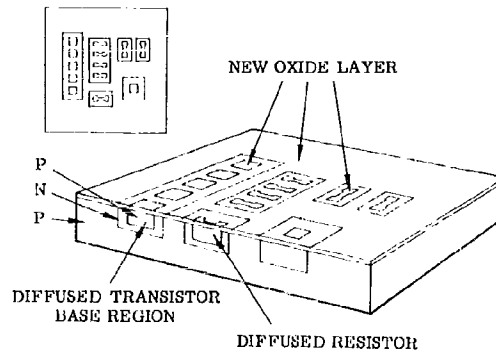 NEW OXIDE LAYER
P
N
P
DIFFUSED TRANSISTOR
BASE REGION
DIFFUSED RESISTOR